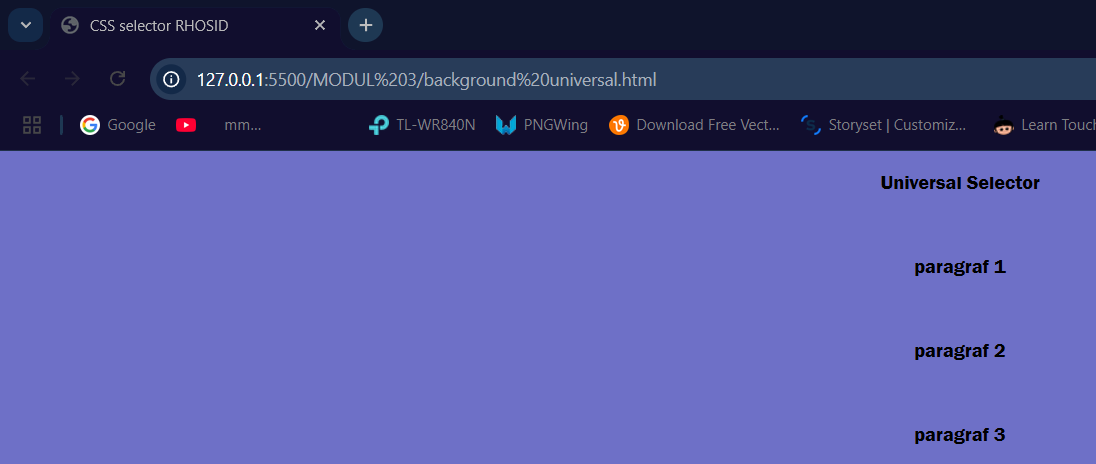 CSS selector RHOSID
127.0.0.1:5500/MODUL%203/background%20universal.html
Google mm... TL-WR840N PNGWing Download Free Vect... Storyset | Customiz... Learn Touch
Universal Selector
paragraf 1
paragraf 2
paragraf 3